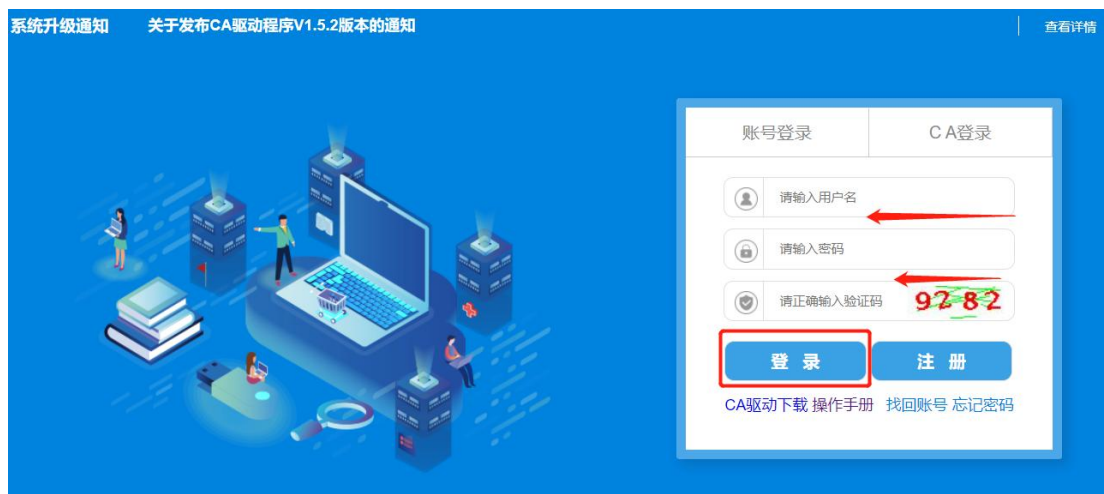 系统升级通知 关于发布CA驱动程序V1.5.2版本的通知 查看详情
账号登录 CA登录
请输入用户名
请输入密码
请正确输入验证码 9282
登 录 注 册
CA驱动下载 操作手册 找回账号 忘记密码